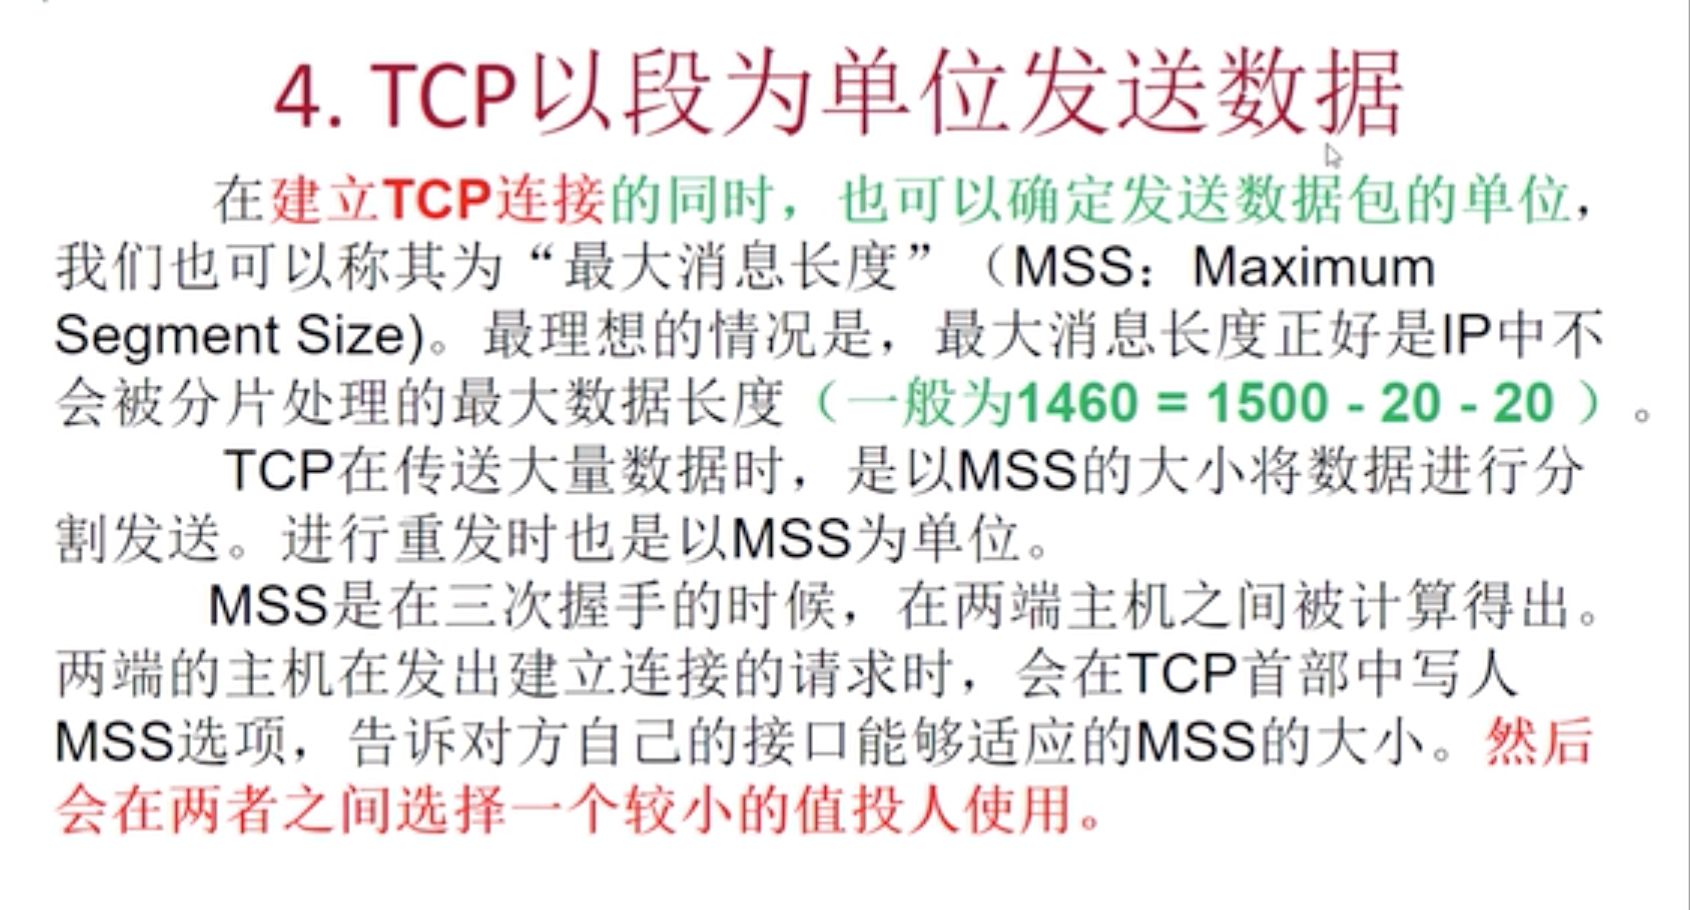 4. TCP以段为单位发送数据
在建立TCP连接的同时，也可以确定发送数据包的单位，
我们也可以称其为“最大消息长度”（MSS：Maximum
Segment Size)。最理想的情况是，最大消息长度正好是IP中不
会被分片处理的最大数据长度（一般为1460 = 1500 - 20 - 20 ）。
TCP在传送大量数据时，是以MSS的大小将数据进行分
割发送。进行重发时也是以MSS为单位。
MSS是在三次握手的时候，在两端主机之间被计算得出。
两端的主机在发出建立连接的请求时，会在TCP首部中写人
MSS选项，告诉对方自己的接口能够适应的MSS的大小。然后
会在两者之间选择一个较小的值投人使用。